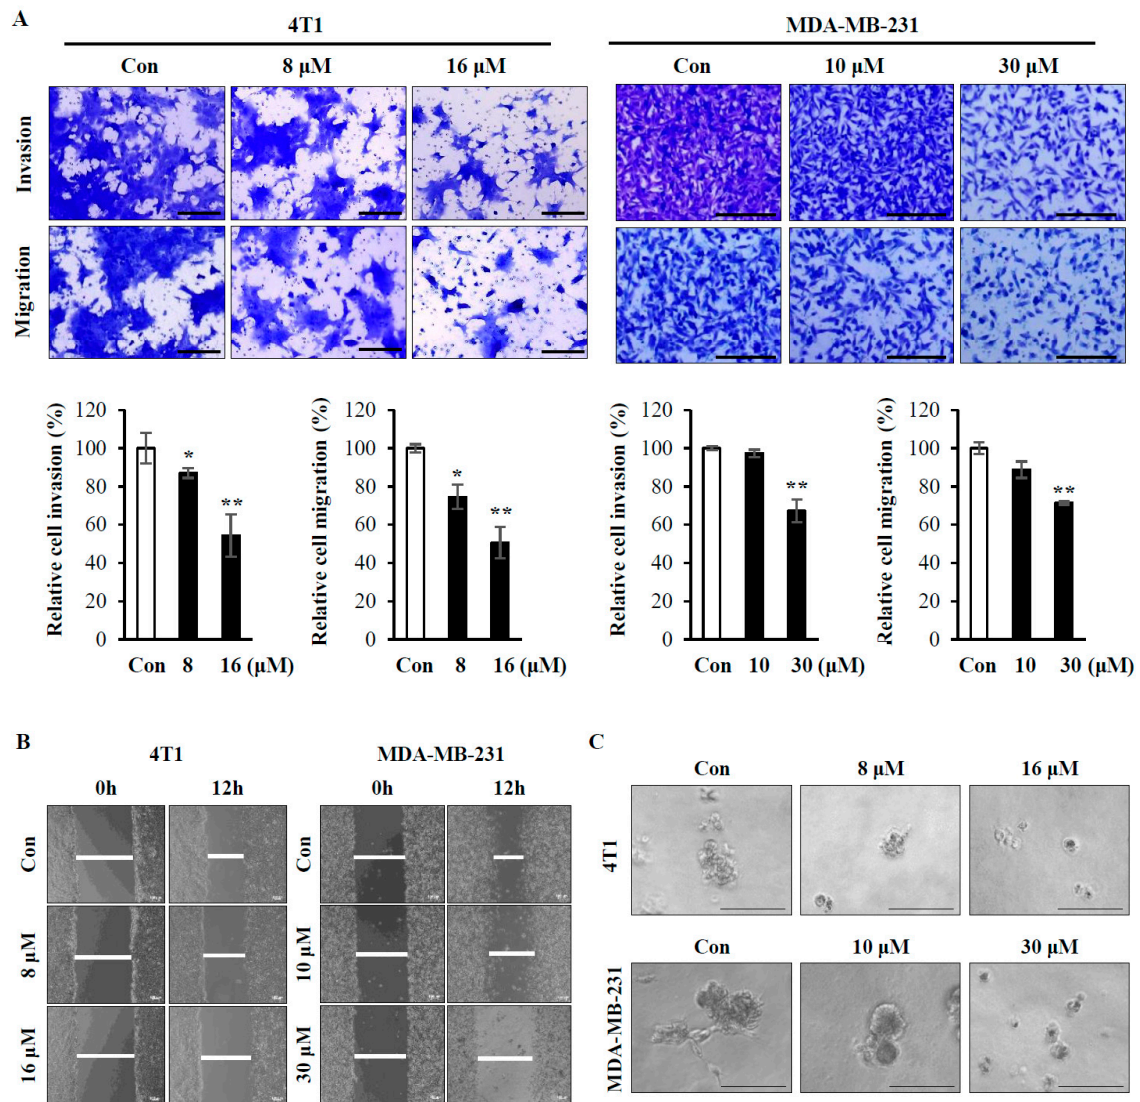 A
4T1
MDA-MB-231
Con 8 μM 16 μM
Con 10 μM 30 μM
Invasion
Migration
Relative cell invasion (%)
120
100
80
60
40
20
0
*
**
Con 8 16 (μM)
Relative cell migration (%)
120
100
80
60
40
20
0
*
**
Con 8 16 (μM)
Relative cell invasion (%)
120
100
80
60
40
20
0
**
Con 10 30 (μM)
Relative cell migration (%)
120
100
80
60
40
20
0
**
Con 10 30 (μM)
B
4T1
MDA-MB-231
0h 12h
0h 12h
Con
8 μM
16 μM
Con
10 μM
30 μM
C
Con 8 μM 16 μM
4T1
Con 10 μM 30 μM
MDA-MB-231